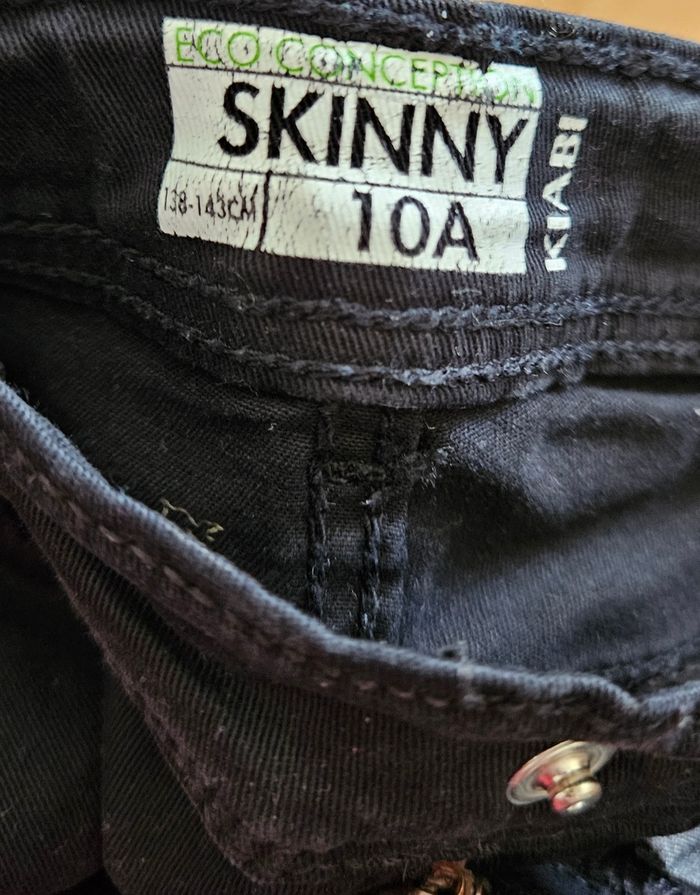 ECO CONCEPTION
SKINNY
138-143CM
10A
KIABI